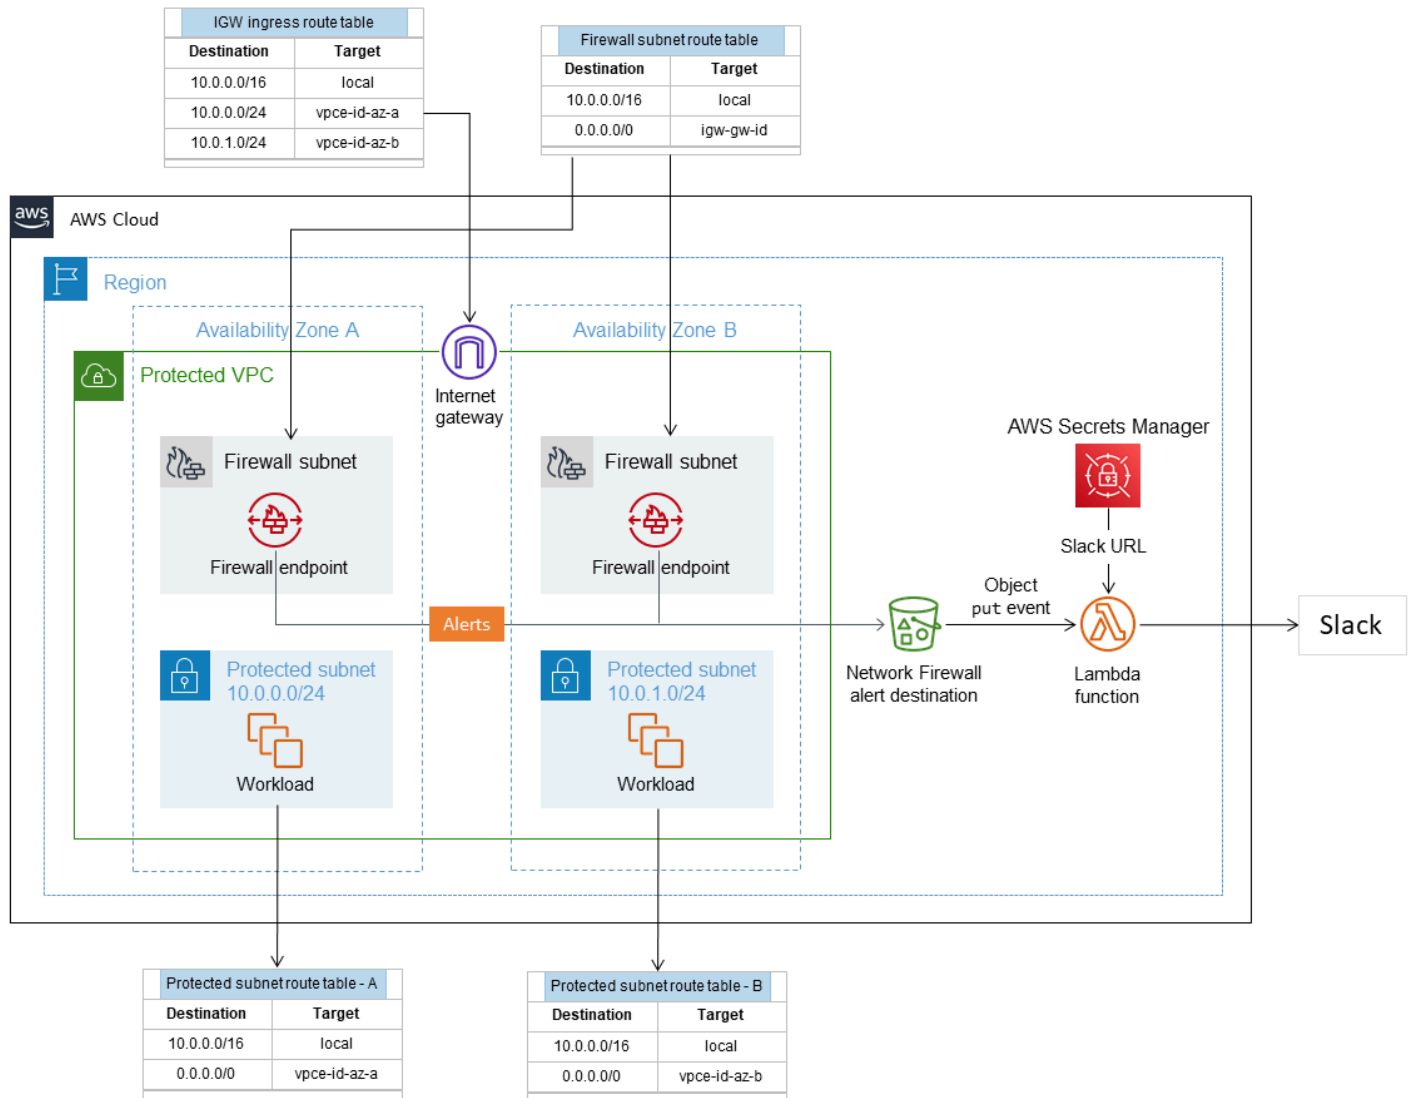 IGW ingress route table
Destination Target
10.0.0.0/16 local
10.0.0.0/24 vpce-id-az-a
10.0.1.0/24 vpce-id-az-b
Firewall subnet route table
Destination Target
10.0.0.0/16 local
0.0.0.0/0 igw-gw-id
aws
AWS Cloud
Region
Availability Zone A
Availability Zone B
Protected VPC
Internet
gateway
Firewall subnet
Firewall endpoint
Firewall subnet
Firewall endpoint
AWS Secrets Manager
Slack URL
Object
put event
Alerts
Slack
Network Firewall
alert destination
Lambda
function
Protected subnet
10.0.0.0/24
Workload
Protected subnet
10.0.1.0/24
Workload
Protected subnet route table - A
Destination Target
10.0.0.0/16 local
0.0.0.0/0 vpce-id-az-a
Protected subnet route table - B
Destination Target
10.0.0.0/16 local
0.0.0.0/0 vpce-id-az-b